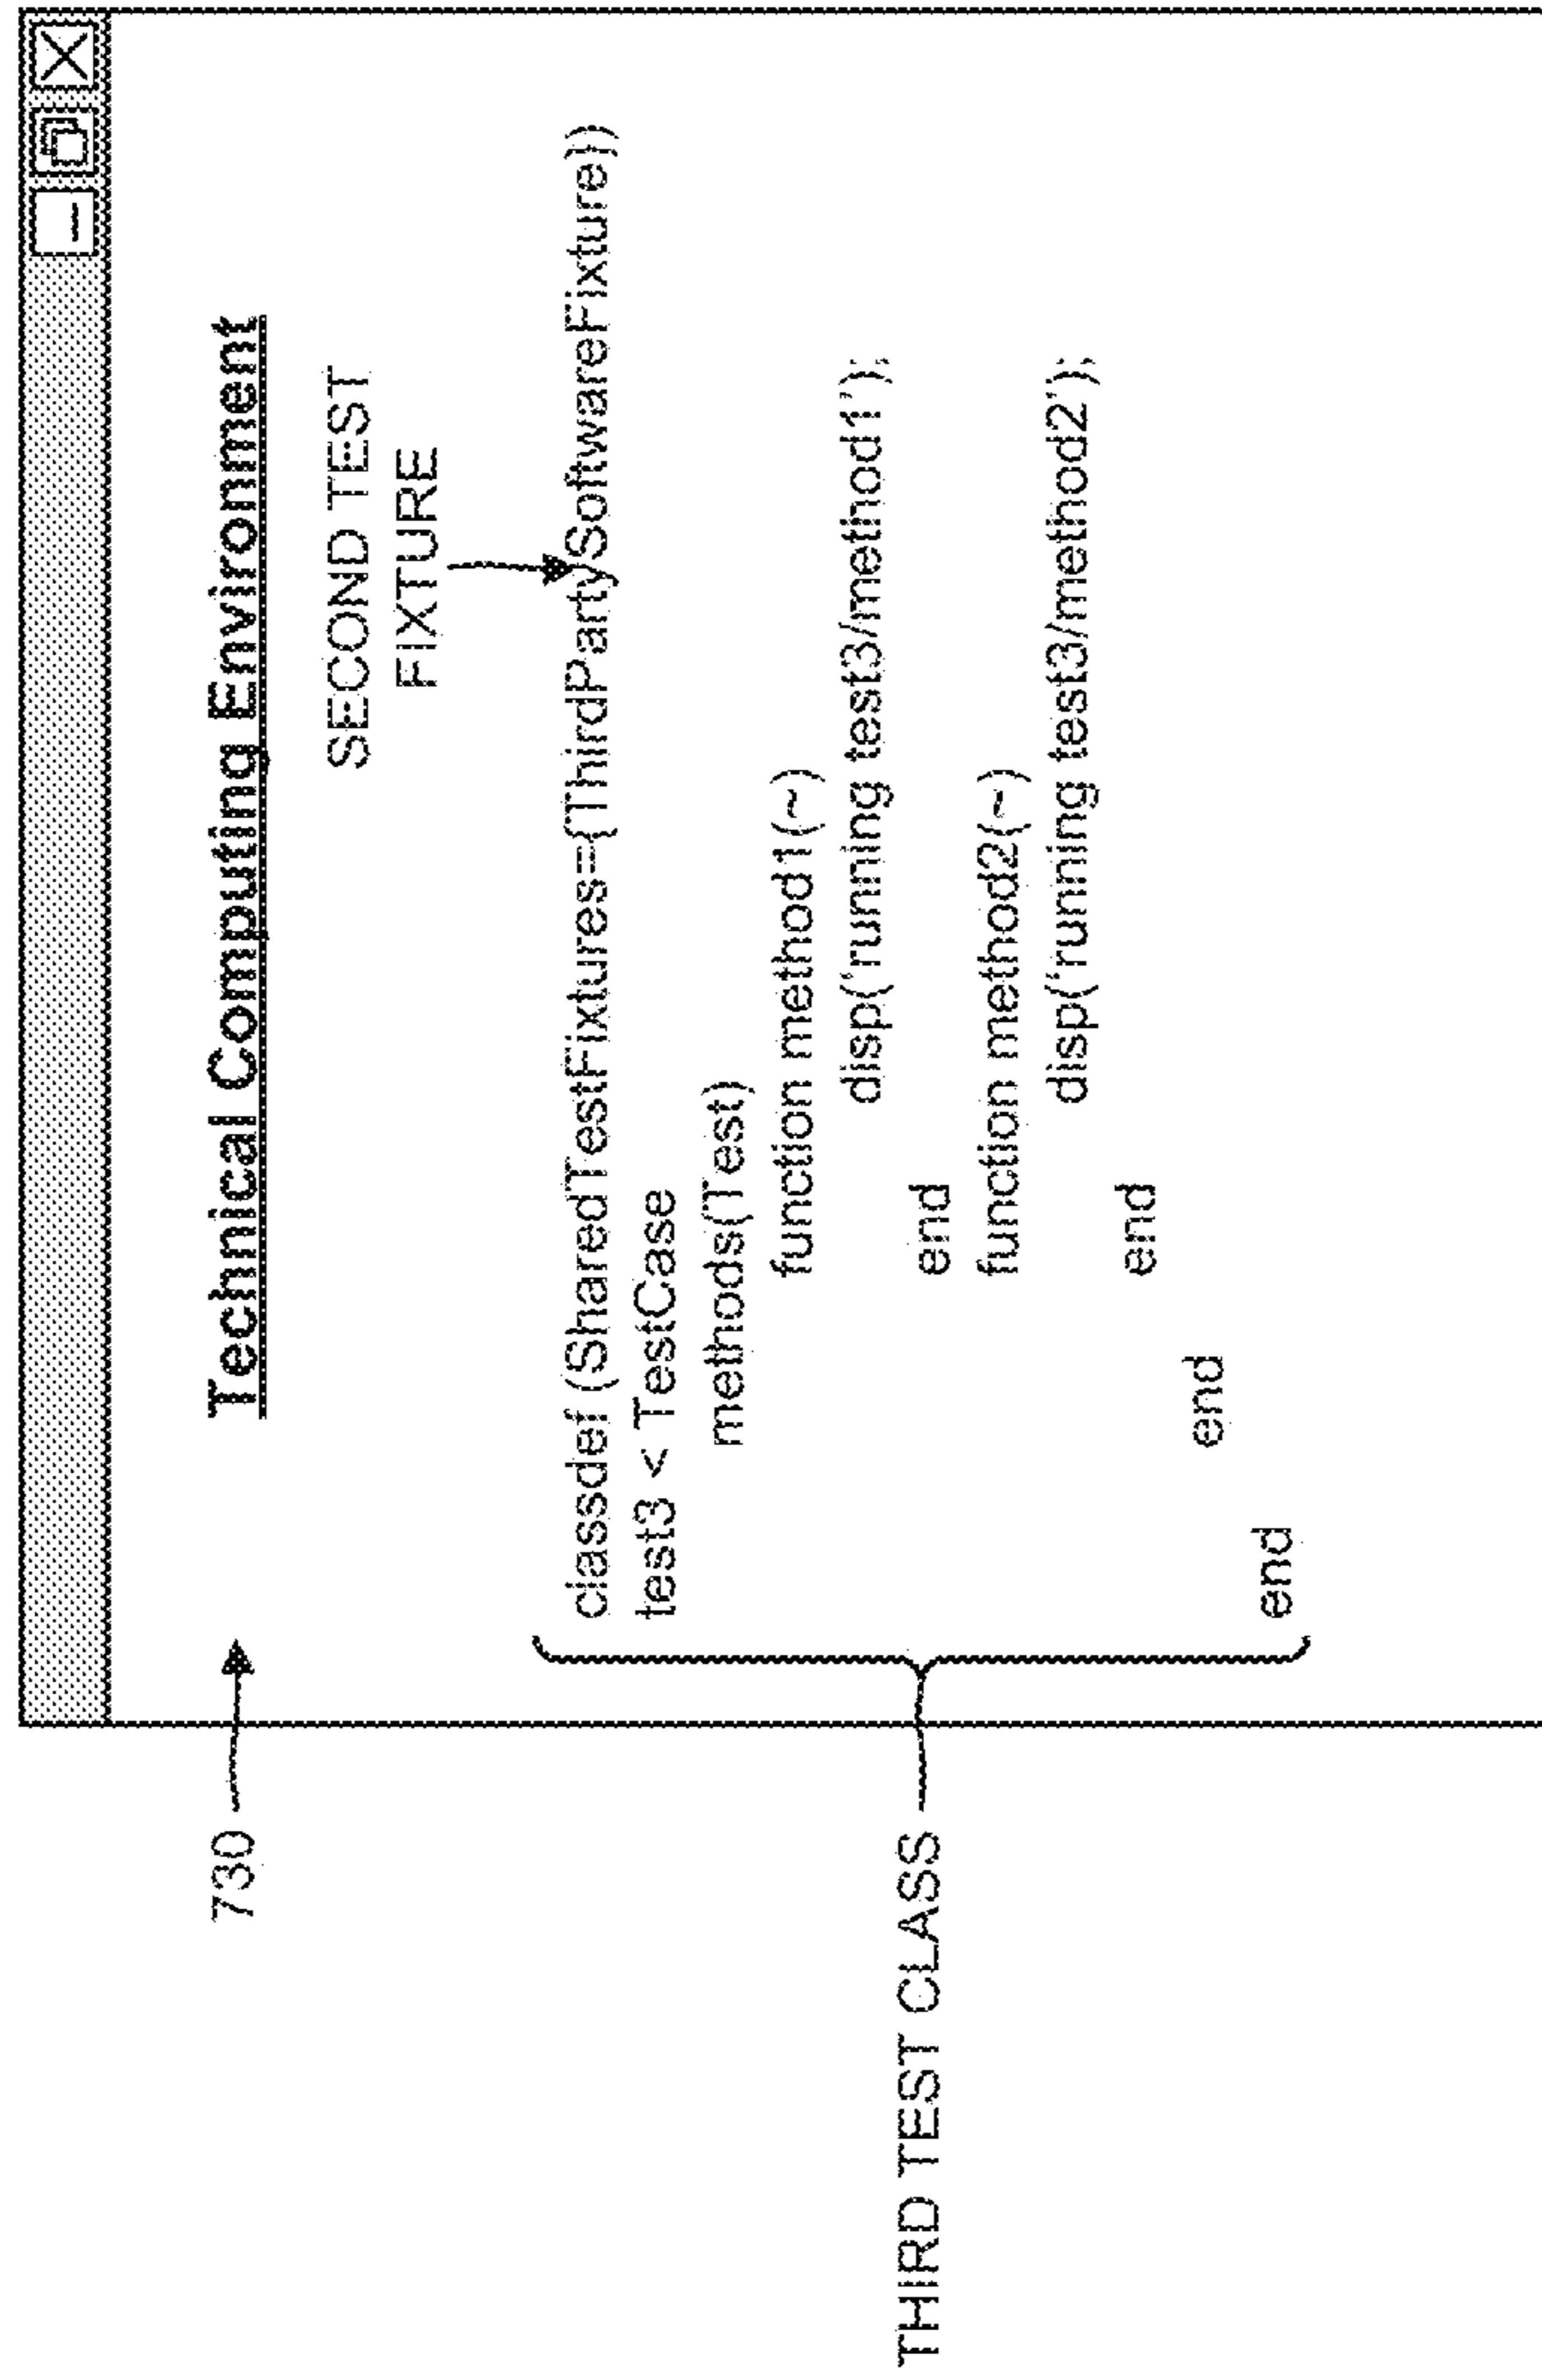 730
Technical Computing Environment
SECOND TEST
FIXTURE
classdef (SharedTestFixtures={ThirdPartySoftwareFixture})
test3 < TestCase
methods(Test)
function method1(~)
disp('running test3/method1');
end
function method2(~)
disp('running test3/method2');
end
end
end
THIRD TEST CLASS